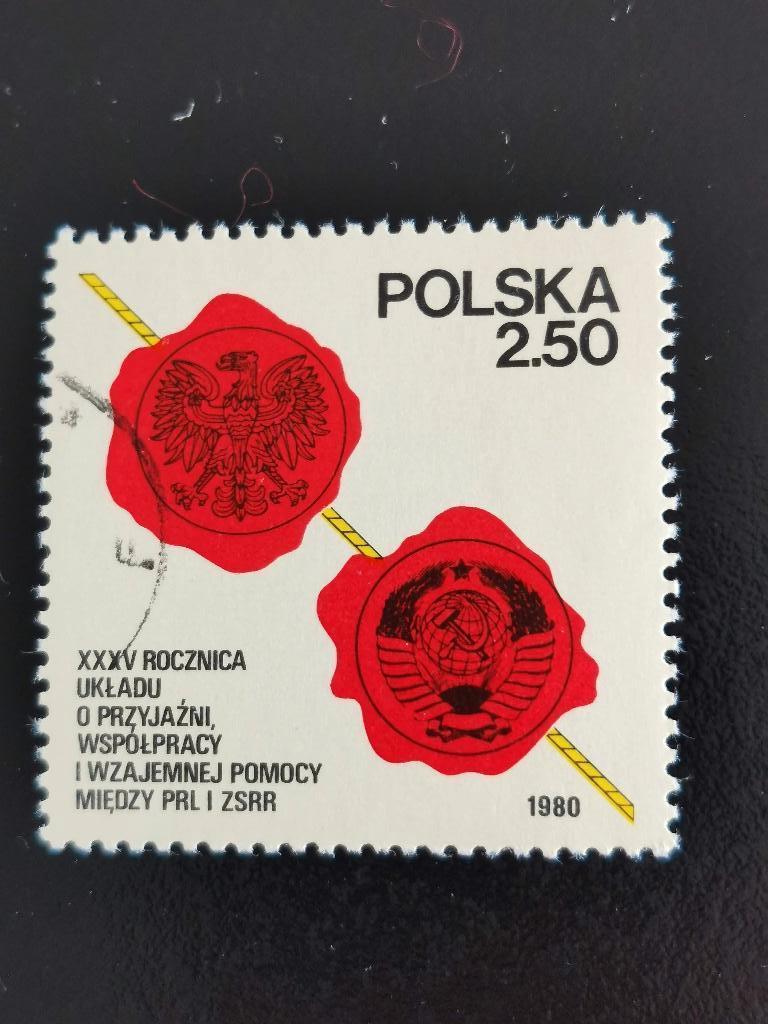 POLSKA
2.50
XXXV ROCZNICA
UKŁADU
O PRZYJAŹNI,
WSPÓŁPRACY
I WZAJEMNEJ POMOCY
MIĘDZY PRL I ZSRR
1980